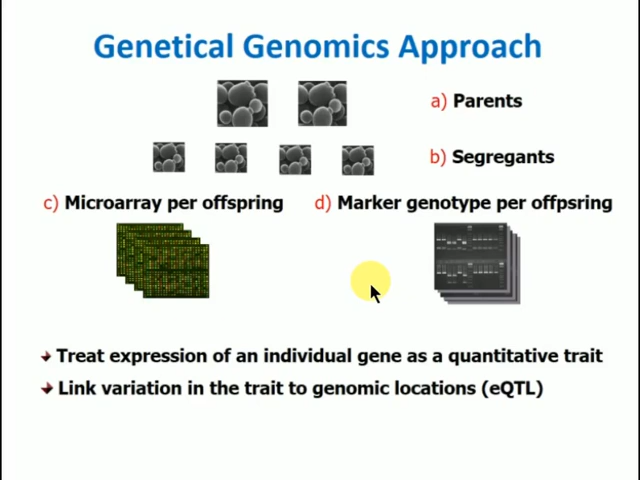 Genetical Genomics Approach
a) Parents
b) Segregants
c) Microarray per offspring
d) Marker genotype per offpsring
Treat expression of an individual gene as a quantitative trait
Link variation in the trait to genomic locations (eQTL)